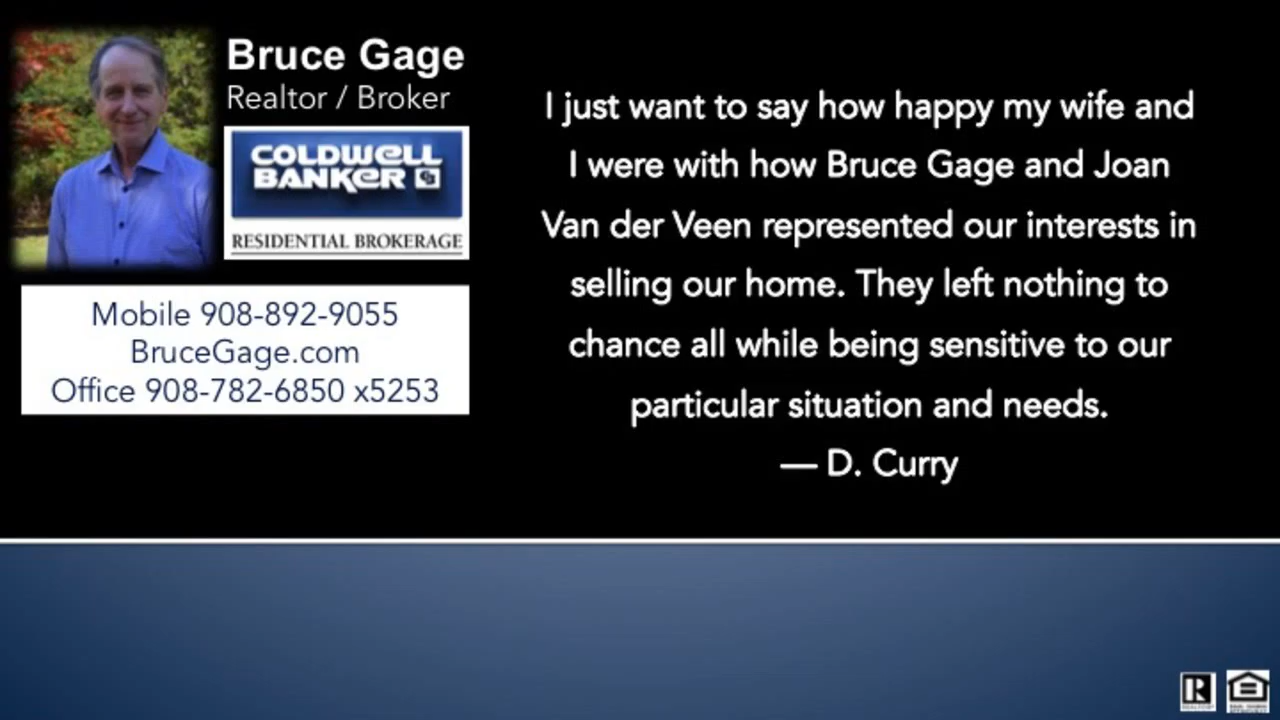 Bruce Gage
Realtor / Broker
COLDWELL
BANKER
RESIDENTIAL BROKERAGE
Mobile 908-892-9055
BruceGage.com
Office 908-782-6850 x5253
I just want to say how happy my wife and
I were with how Bruce Gage and Joan
Van der Veen represented our interests in
selling our home. They left nothing to
chance all while being sensitive to our
particular situation and needs.
— D. Curry
R
REALTOR